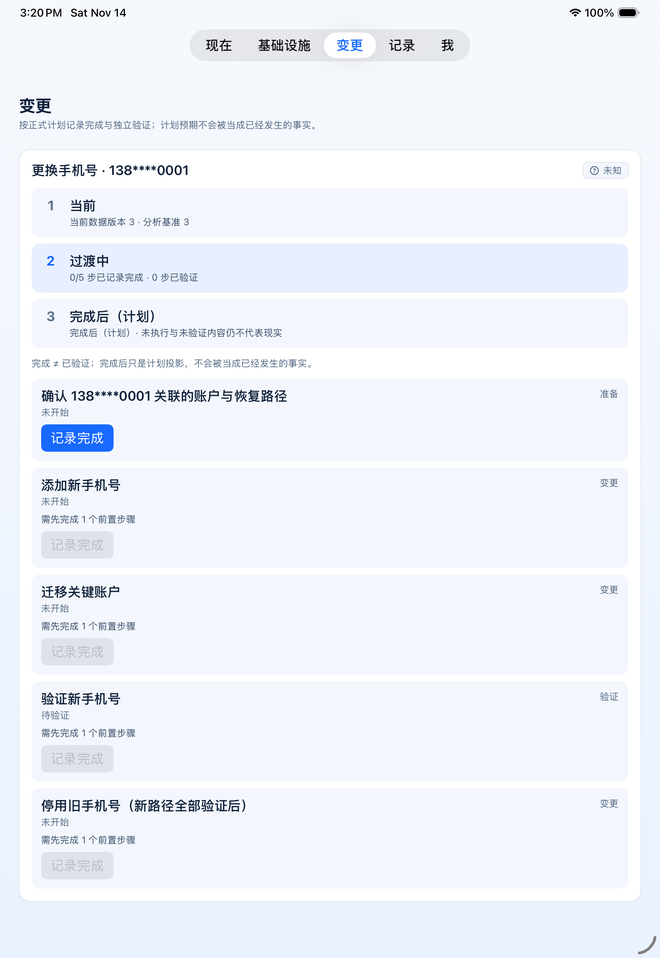 3:20 PM Sat Nov 14
100%
现在 基础设施 变更 记录 我
变更
按正式计划记录完成与独立验证；计划预期不会被当成已经发生的事实。
更换手机号 · 138****0001
未知
1 当前
当前数据版本 3 · 分析基准 3
2 过渡中
0/5 步已记录完成 · 0 步已验证
3 完成后（计划）
完成后（计划）· 未执行与未验证内容仍不代表现实
完成 ≠ 已验证；完成后只是计划投影，不会被当成已经发生的事实。
确认 138****0001 关联的账户与恢复路径
准备
未开始
记录完成
添加新手机号
变更
未开始
需先完成 1 个前置步骤
记录完成
迁移关键账户
变更
未开始
需先完成 1 个前置步骤
记录完成
验证新手机号
验证
待验证
需先完成 1 个前置步骤
记录完成
停用旧手机号（新路径全部验证后）
变更
未开始
需先完成 1 个前置步骤
记录完成